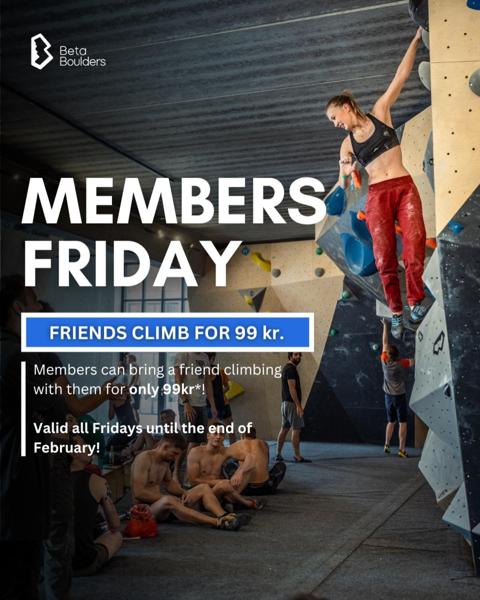 Beta
Boulders
MEMBERS
FRIDAY
FRIENDS CLIMB FOR 99 kr.
Members can bring a friend climbing
with them for only 99kr*!
Valid all Fridays until the end of
February!